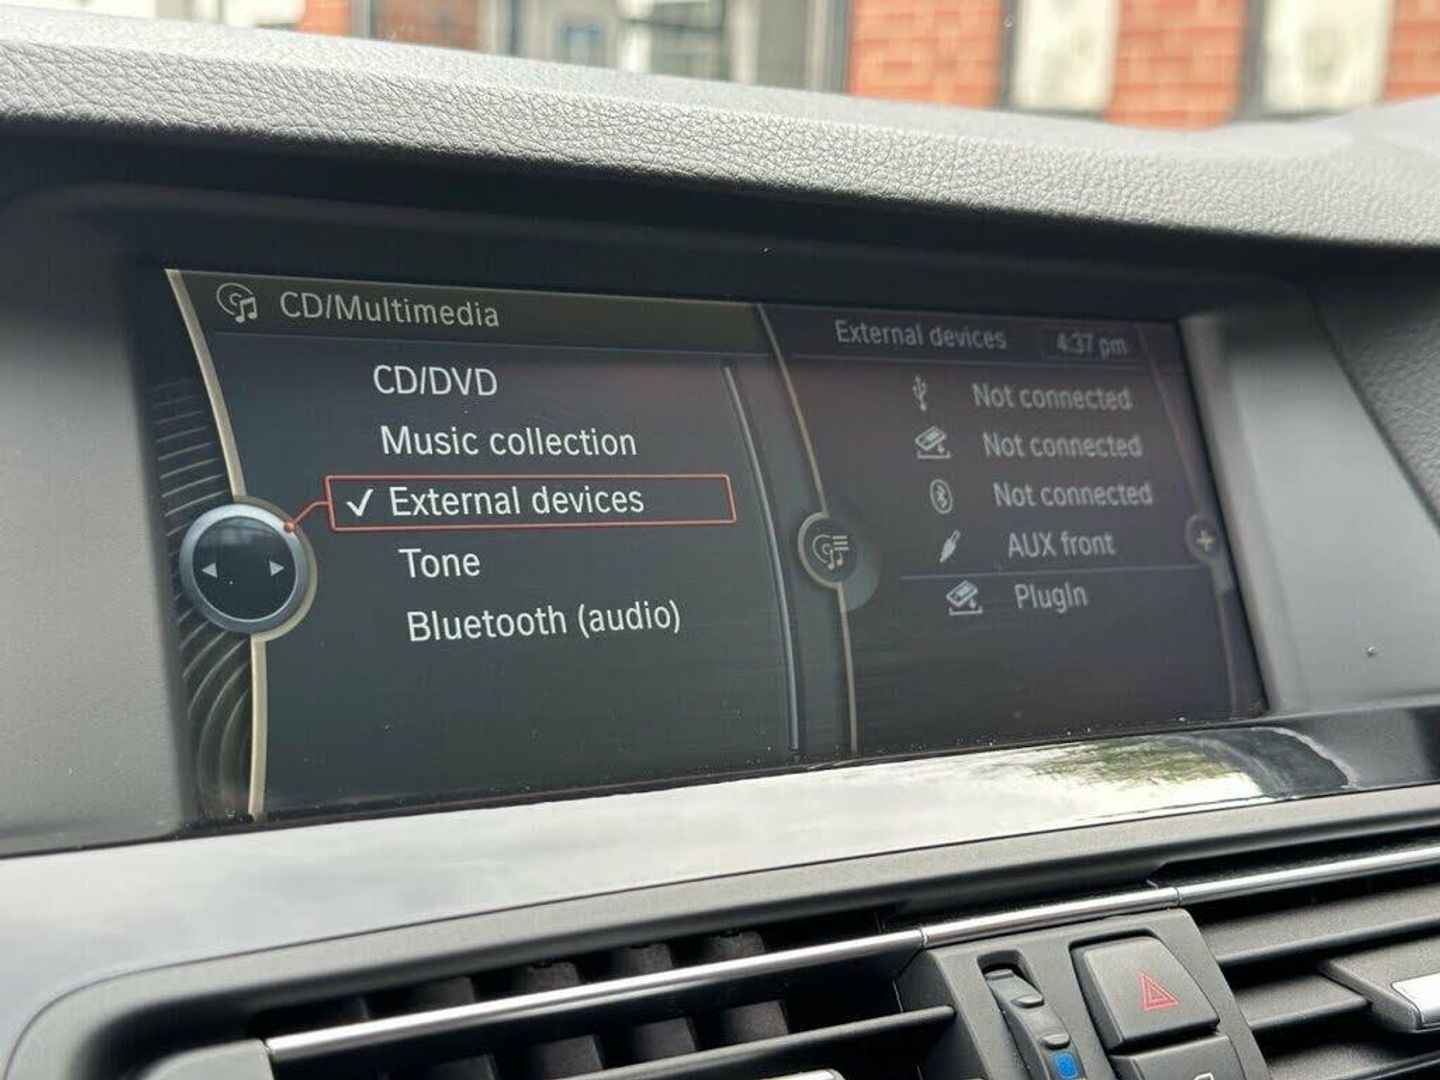 CD/Multimedia
CD/DVD
Music collection
✓ External devices
Tone
Bluetooth (audio)
External devices
4:37 pm
Not connected
Not connected
Not connected
AUX front
PlugIn